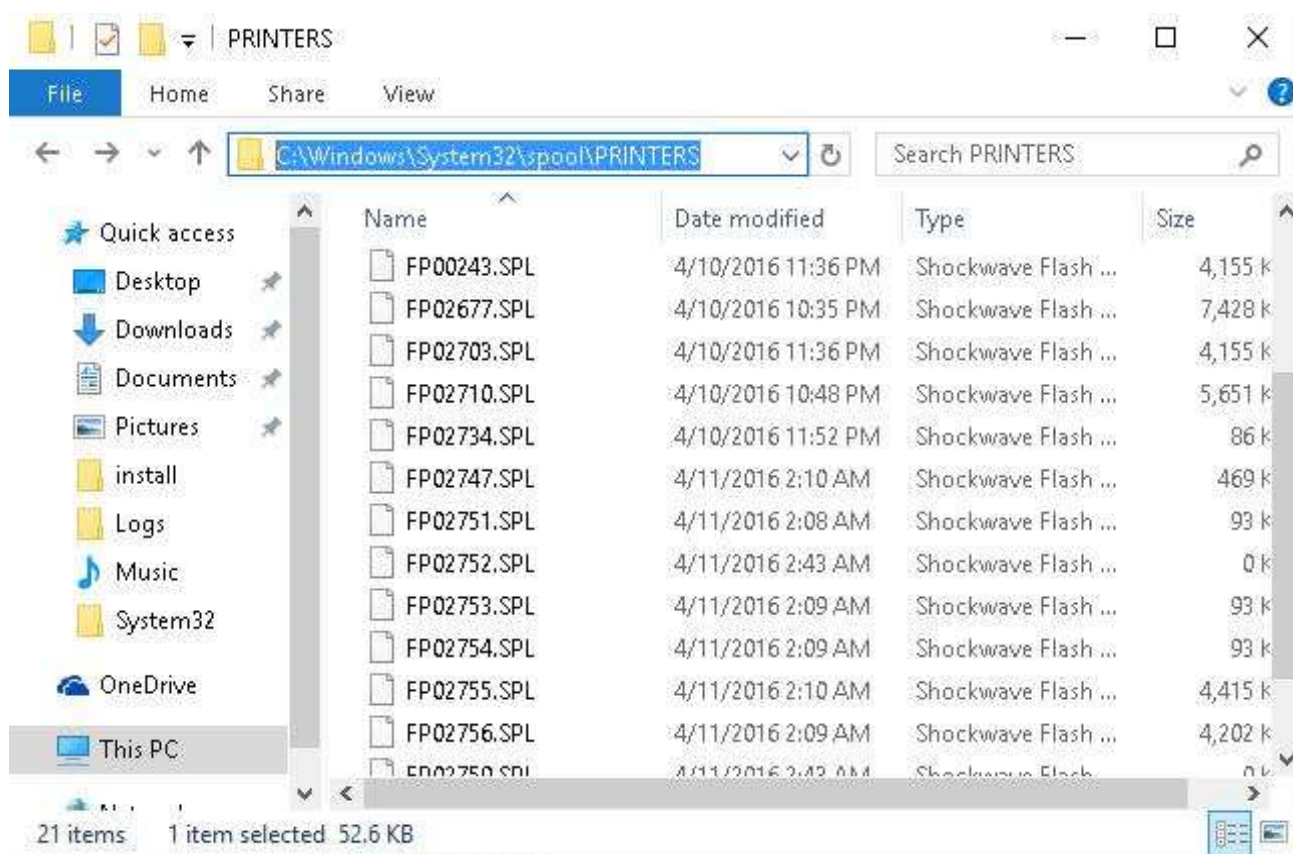 PRINTERS
File Home Share View
C:\Windows\System32\spool\PRINTERS Search PRINTERS
Quick access
Desktop
Downloads
Documents
Pictures
install
Logs
Music
System32
OneDrive
This PC
Name Date modified Type Size
FP00243.SPL 4/10/2016 11:36 PM Shockwave Flash ... 4,155 K
FP02677.SPL 4/10/2016 10:35 PM Shockwave Flash ... 7,428 K
FP02703.SPL 4/10/2016 11:36 PM Shockwave Flash ... 4,155 K
FP02710.SPL 4/10/2016 10:48 PM Shockwave Flash ... 5,651 K
FP02734.SPL 4/10/2016 11:52 PM Shockwave Flash ... 86 K
FP02747.SPL 4/11/2016 2:10 AM Shockwave Flash ... 469 K
FP02751.SPL 4/11/2016 2:08 AM Shockwave Flash ... 93 K
FP02752.SPL 4/11/2016 2:43 AM Shockwave Flash ... 0 K
FP02753.SPL 4/11/2016 2:09 AM Shockwave Flash ... 93 K
FP02754.SPL 4/11/2016 2:09 AM Shockwave Flash ... 93 K
FP02755.SPL 4/11/2016 2:10 AM Shockwave Flash ... 4,415 K
FP02756.SPL 4/11/2016 2:09 AM Shockwave Flash ... 4,202 K
4/11/2016 2:43 AM Shockwave Flash
21 items 1 item selected 52.6 KB